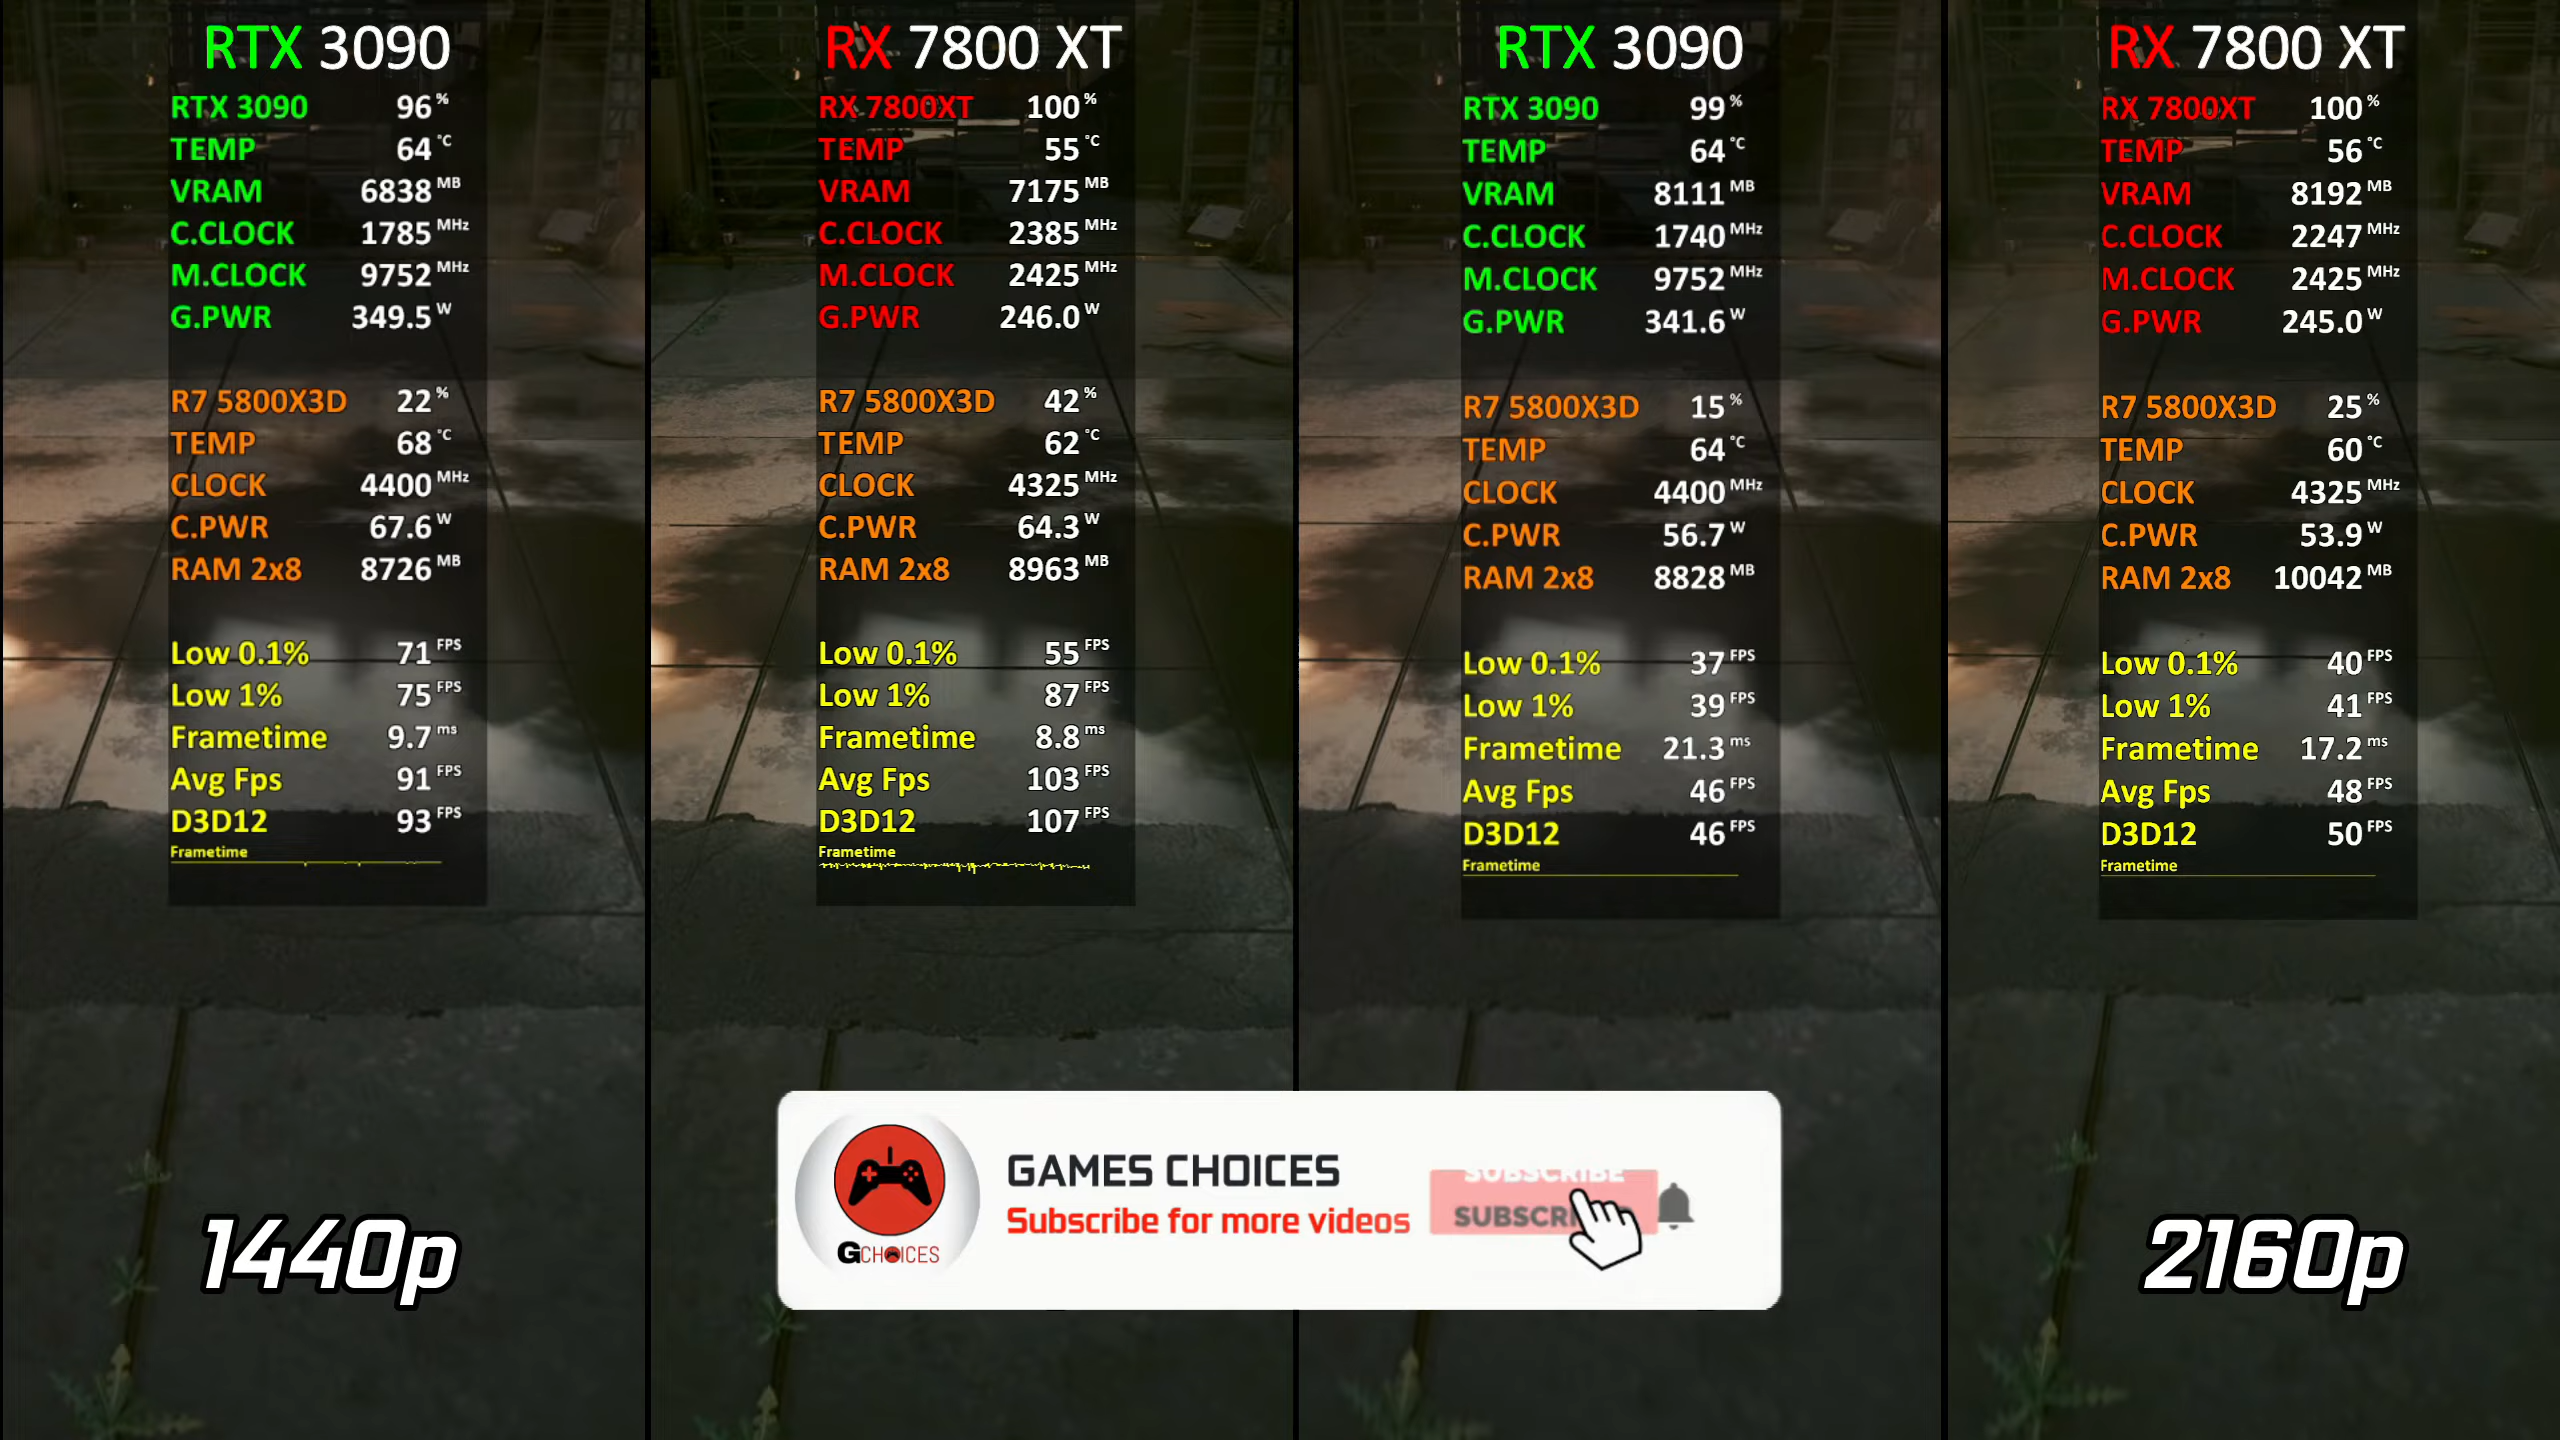 RTX 3090
RTX 3090 96 %
TEMP 64 °C
VRAM 6838 MB
C.CLOCK 1785 MHz
M.CLOCK 9752 MHz
G.PWR 349.5 W
R7 5800X3D 22 %
TEMP 68 °C
CLOCK 4400 MHz
C.PWR 67.6 W
RAM 2x8 8726 MB
Low 0.1% 71 FPS
Low 1% 75 FPS
Frametime 9.7 ms
Avg Fps 91 FPS
D3D12 93 FPS
Frametime
1440p
RX 7800 XT
RX 7800XT 100 %
TEMP 55 °C
VRAM 7175 MB
C.CLOCK 2385 MHz
M.CLOCK 2425 MHz
G.PWR 246.0 W
R7 5800X3D 42 %
TEMP 62 °C
CLOCK 4325 MHz
C.PWR 64.3 W
RAM 2x8 8963 MB
Low 0.1% 55 FPS
Low 1% 87 FPS
Frametime 8.8 ms
Avg Fps 103 FPS
D3D12 107 FPS
Frametime
RTX 3090
RTX 3090 99 %
TEMP 64 °C
VRAM 8111 MB
C.CLOCK 1740 MHz
M.CLOCK 9752 MHz
G.PWR 341.6 W
R7 5800X3D 15 %
TEMP 64 °C
CLOCK 4400 MHz
C.PWR 56.7 W
RAM 2x8 8828 MB
Low 0.1% 37 FPS
Low 1% 39 FPS
Frametime 21.3 ms
Avg Fps 46 FPS
D3D12 46 FPS
Frametime
RX 7800 XT
RX 7800XT 100 %
TEMP 56 °C
VRAM 8192 MB
C.CLOCK 2247 MHz
M.CLOCK 2425 MHz
G.PWR 245.0 W
R7 5800X3D 25 %
TEMP 60 °C
CLOCK 4325 MHz
C.PWR 53.9 W
RAM 2x8 10042 MB
Low 0.1% 40 FPS
Low 1% 41 FPS
Frametime 17.2 ms
Avg Fps 48 FPS
D3D12 50 FPS
Frametime
2160p
GCHOICES
GAMES CHOICES
Subscribe for more videos
SUBSCRIBE
SUBSCRI